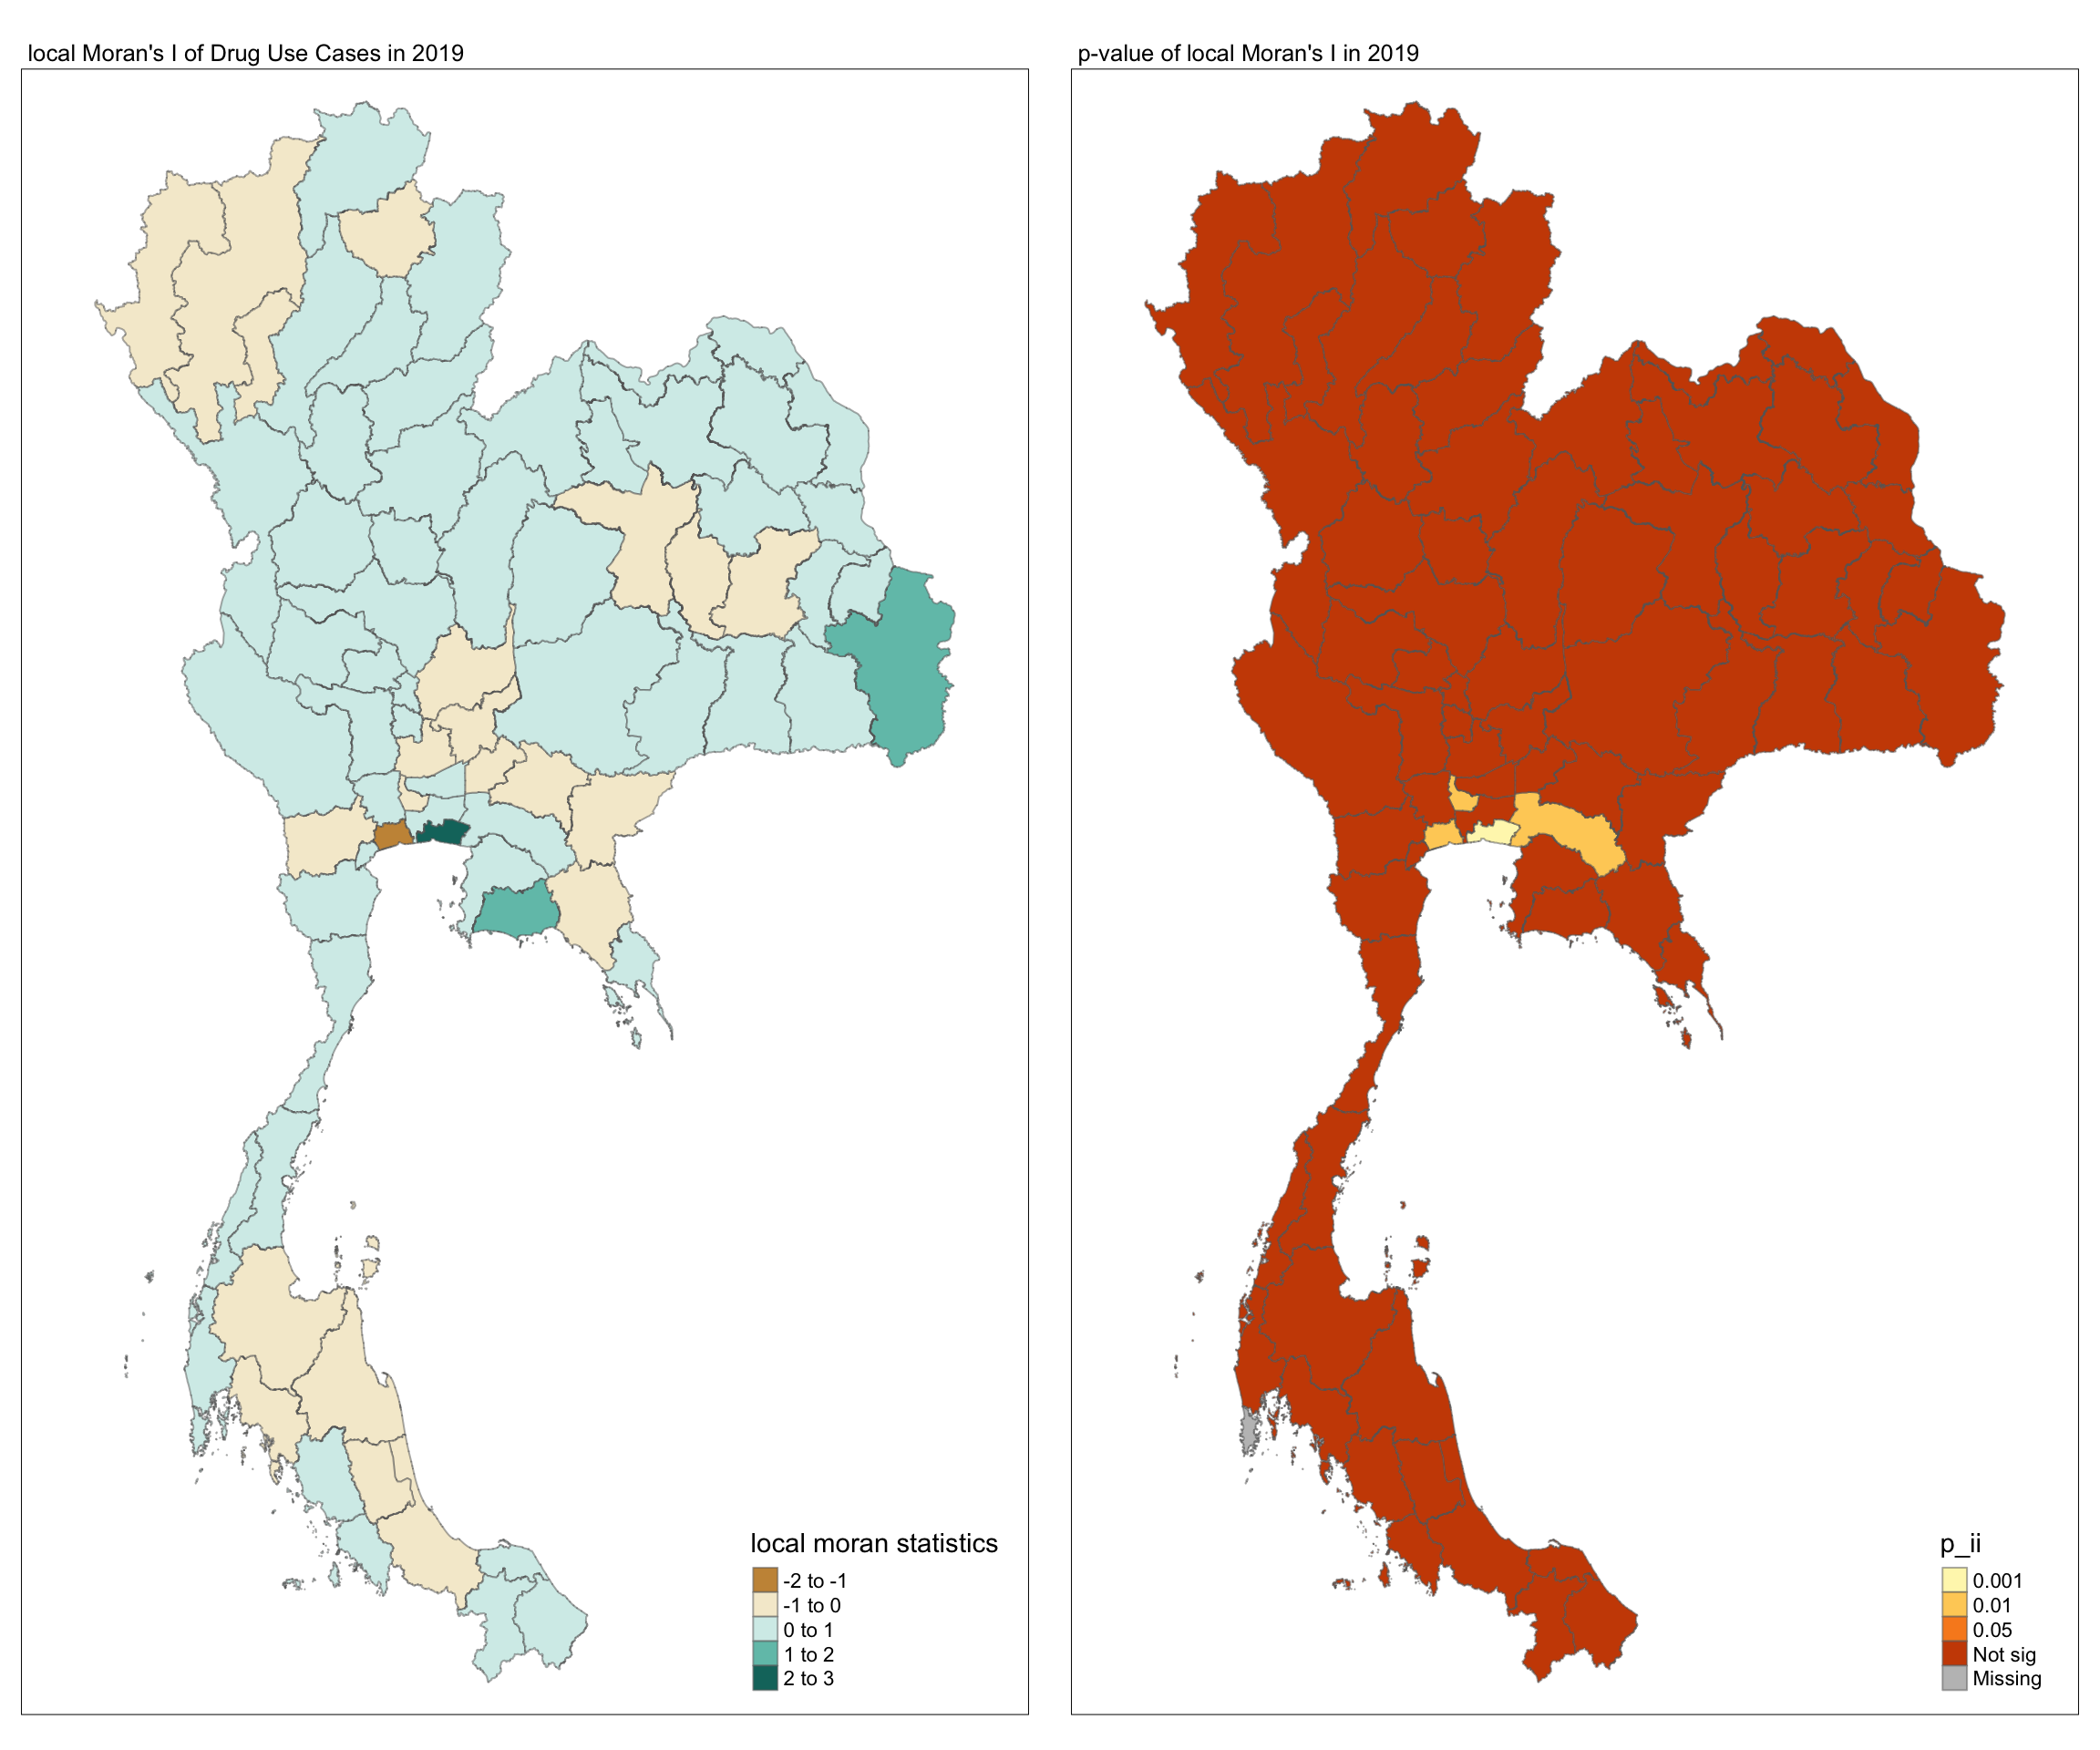 local Moran's I of Drug Use Cases in 2019
p-value of local Moran's I in 2019
local moran statistics
-2 to -1
-1 to 0
0 to 1
1 to 2
2 to 3
p_ii
0.001
0.01
0.05
Not sig
Missing